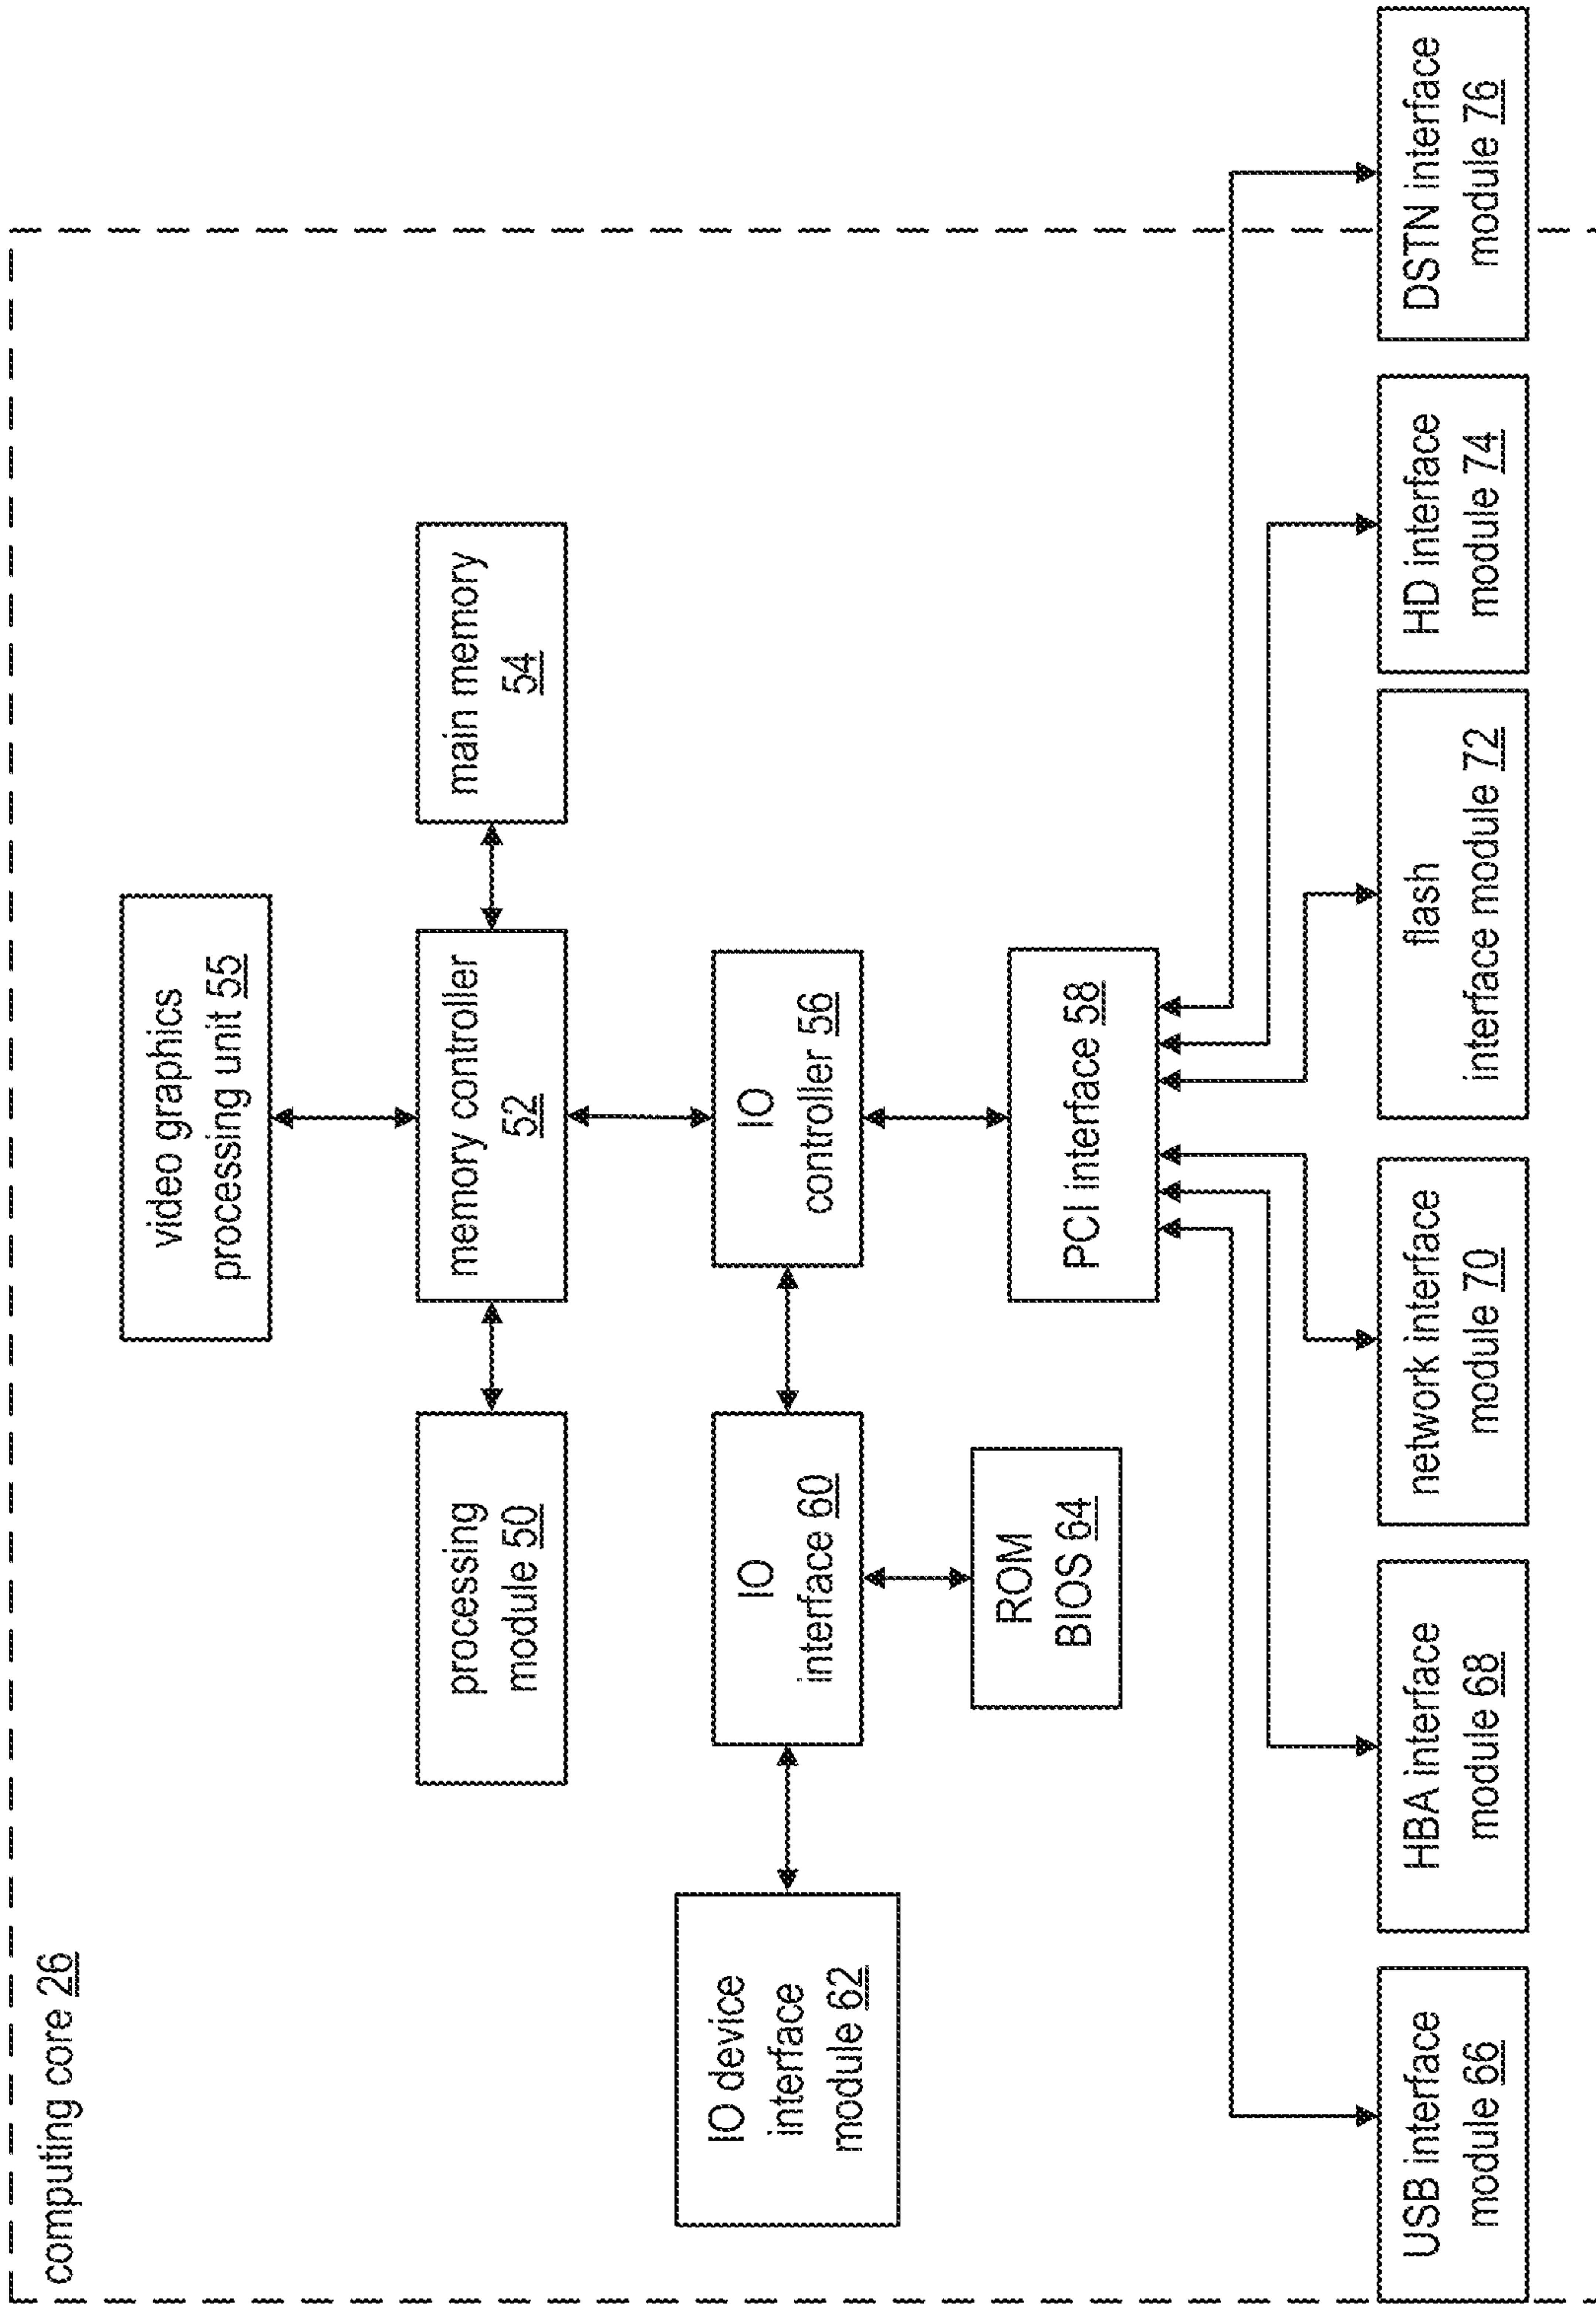 computing core 26
video graphics
processing unit 55
processing
module 50
memory controller
52
main memory
54
IO device
interface
module 62
IO
interface 60
IO
controller 56
ROM
BIOS 64
PCI interface 58
USB interface
module 66
HBA interface
module 68
network interface
module 70
flash
interface module 72
HD interface
module 74
DSTN interface
module 76